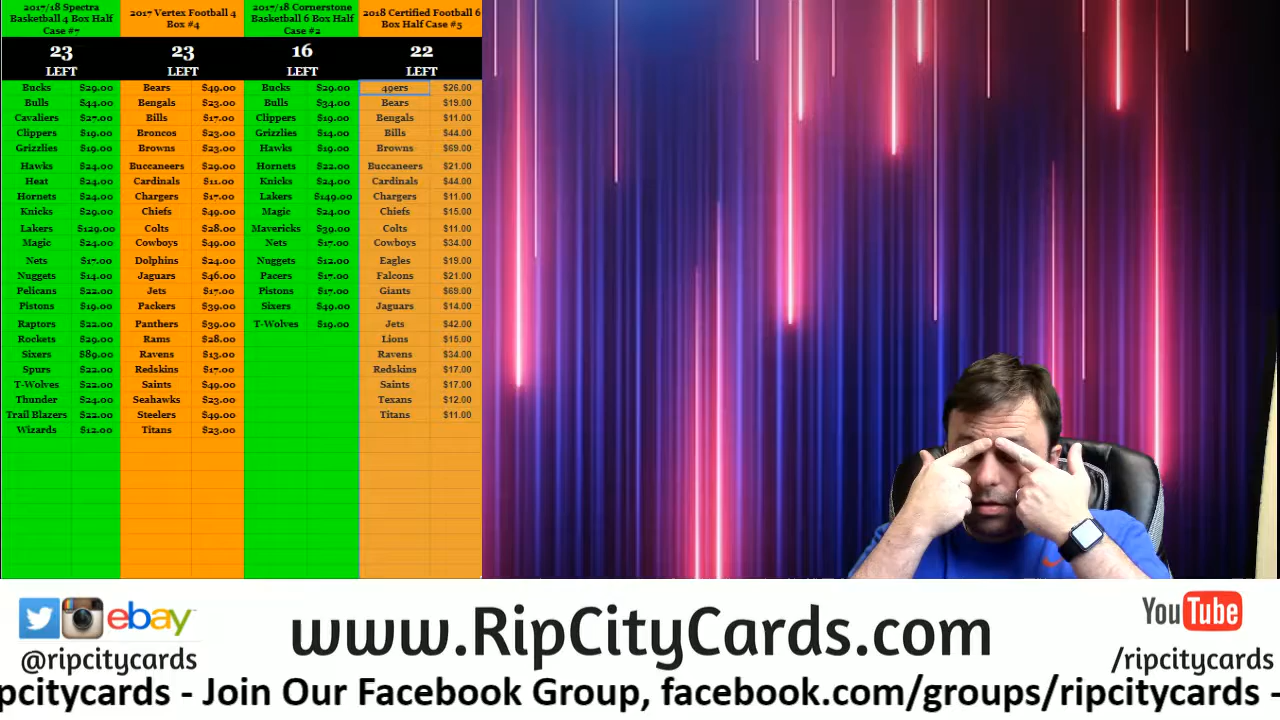 2017/18 Spectra
Basketball 4 Box Half
Case #7
23
LEFT
Bucks $29.00
Bulls $44.00
Cavaliers $27.00
Clippers $19.00
Grizzlies $19.00
Hawks $24.00
Heat $24.00
Hornets $24.00
Knicks $29.00
Lakers $129.00
Magic $24.00
Nets $17.00
Nuggets $14.00
Pelicans $22.00
Pistons $19.00
Raptors $22.00
Rockets $29.00
Sixers $89.00
Spurs $22.00
T-Wolves $22.00
Thunder $24.00
Trail Blazers $22.00
Wizards $12.00
2017 Vertex Football 4
Box #4
23
LEFT
Bears $49.00
Bengals $23.00
Bills $17.00
Broncos $23.00
Browns $23.00
Buccaneers $29.00
Cardinals $11.00
Chargers $17.00
Chiefs $49.00
Colts $28.00
Cowboys $49.00
Dolphins $24.00
Jaguars $46.00
Jets $17.00
Packers $39.00
Panthers $39.00
Rams $28.00
Ravens $13.00
Redskins $17.00
Saints $49.00
Seahawks $23.00
Steelers $49.00
Titans $23.00
2017/18 Cornerstone
Basketball 6 Box Half
Case #2
16
LEFT
Bucks $29.00
Bulls $34.00
Clippers $19.00
Grizzlies $14.00
Hawks $19.00
Hornets $22.00
Knicks $24.00
Lakers $149.00
Magic $24.00
Mavericks $39.00
Nets $17.00
Nuggets $12.00
Pacers $17.00
Pistons $17.00
Sixers $49.00
T-Wolves $19.00
2018 Certified Football 6
Box Half Case #5
22
LEFT
49ers $26.00
Bears $19.00
Bengals $11.00
Bills $44.00
Browns $69.00
Buccaneers $21.00
Cardinals $44.00
Chargers $11.00
Chiefs $15.00
Colts $11.00
Cowboys $34.00
Eagles $19.00
Falcons $21.00
Giants $69.00
Jaguars $14.00
Jets $42.00
Lions $15.00
Ravens $34.00
Redskins $17.00
Saints $17.00
Texans $12.00
Titans $11.00
ebay
@ripcitycards
www.RipCityCards.com
YouTube
/ripcitycards
pcitycards - Join Our Facebook Group, facebook.com/groups/ripcitycards -